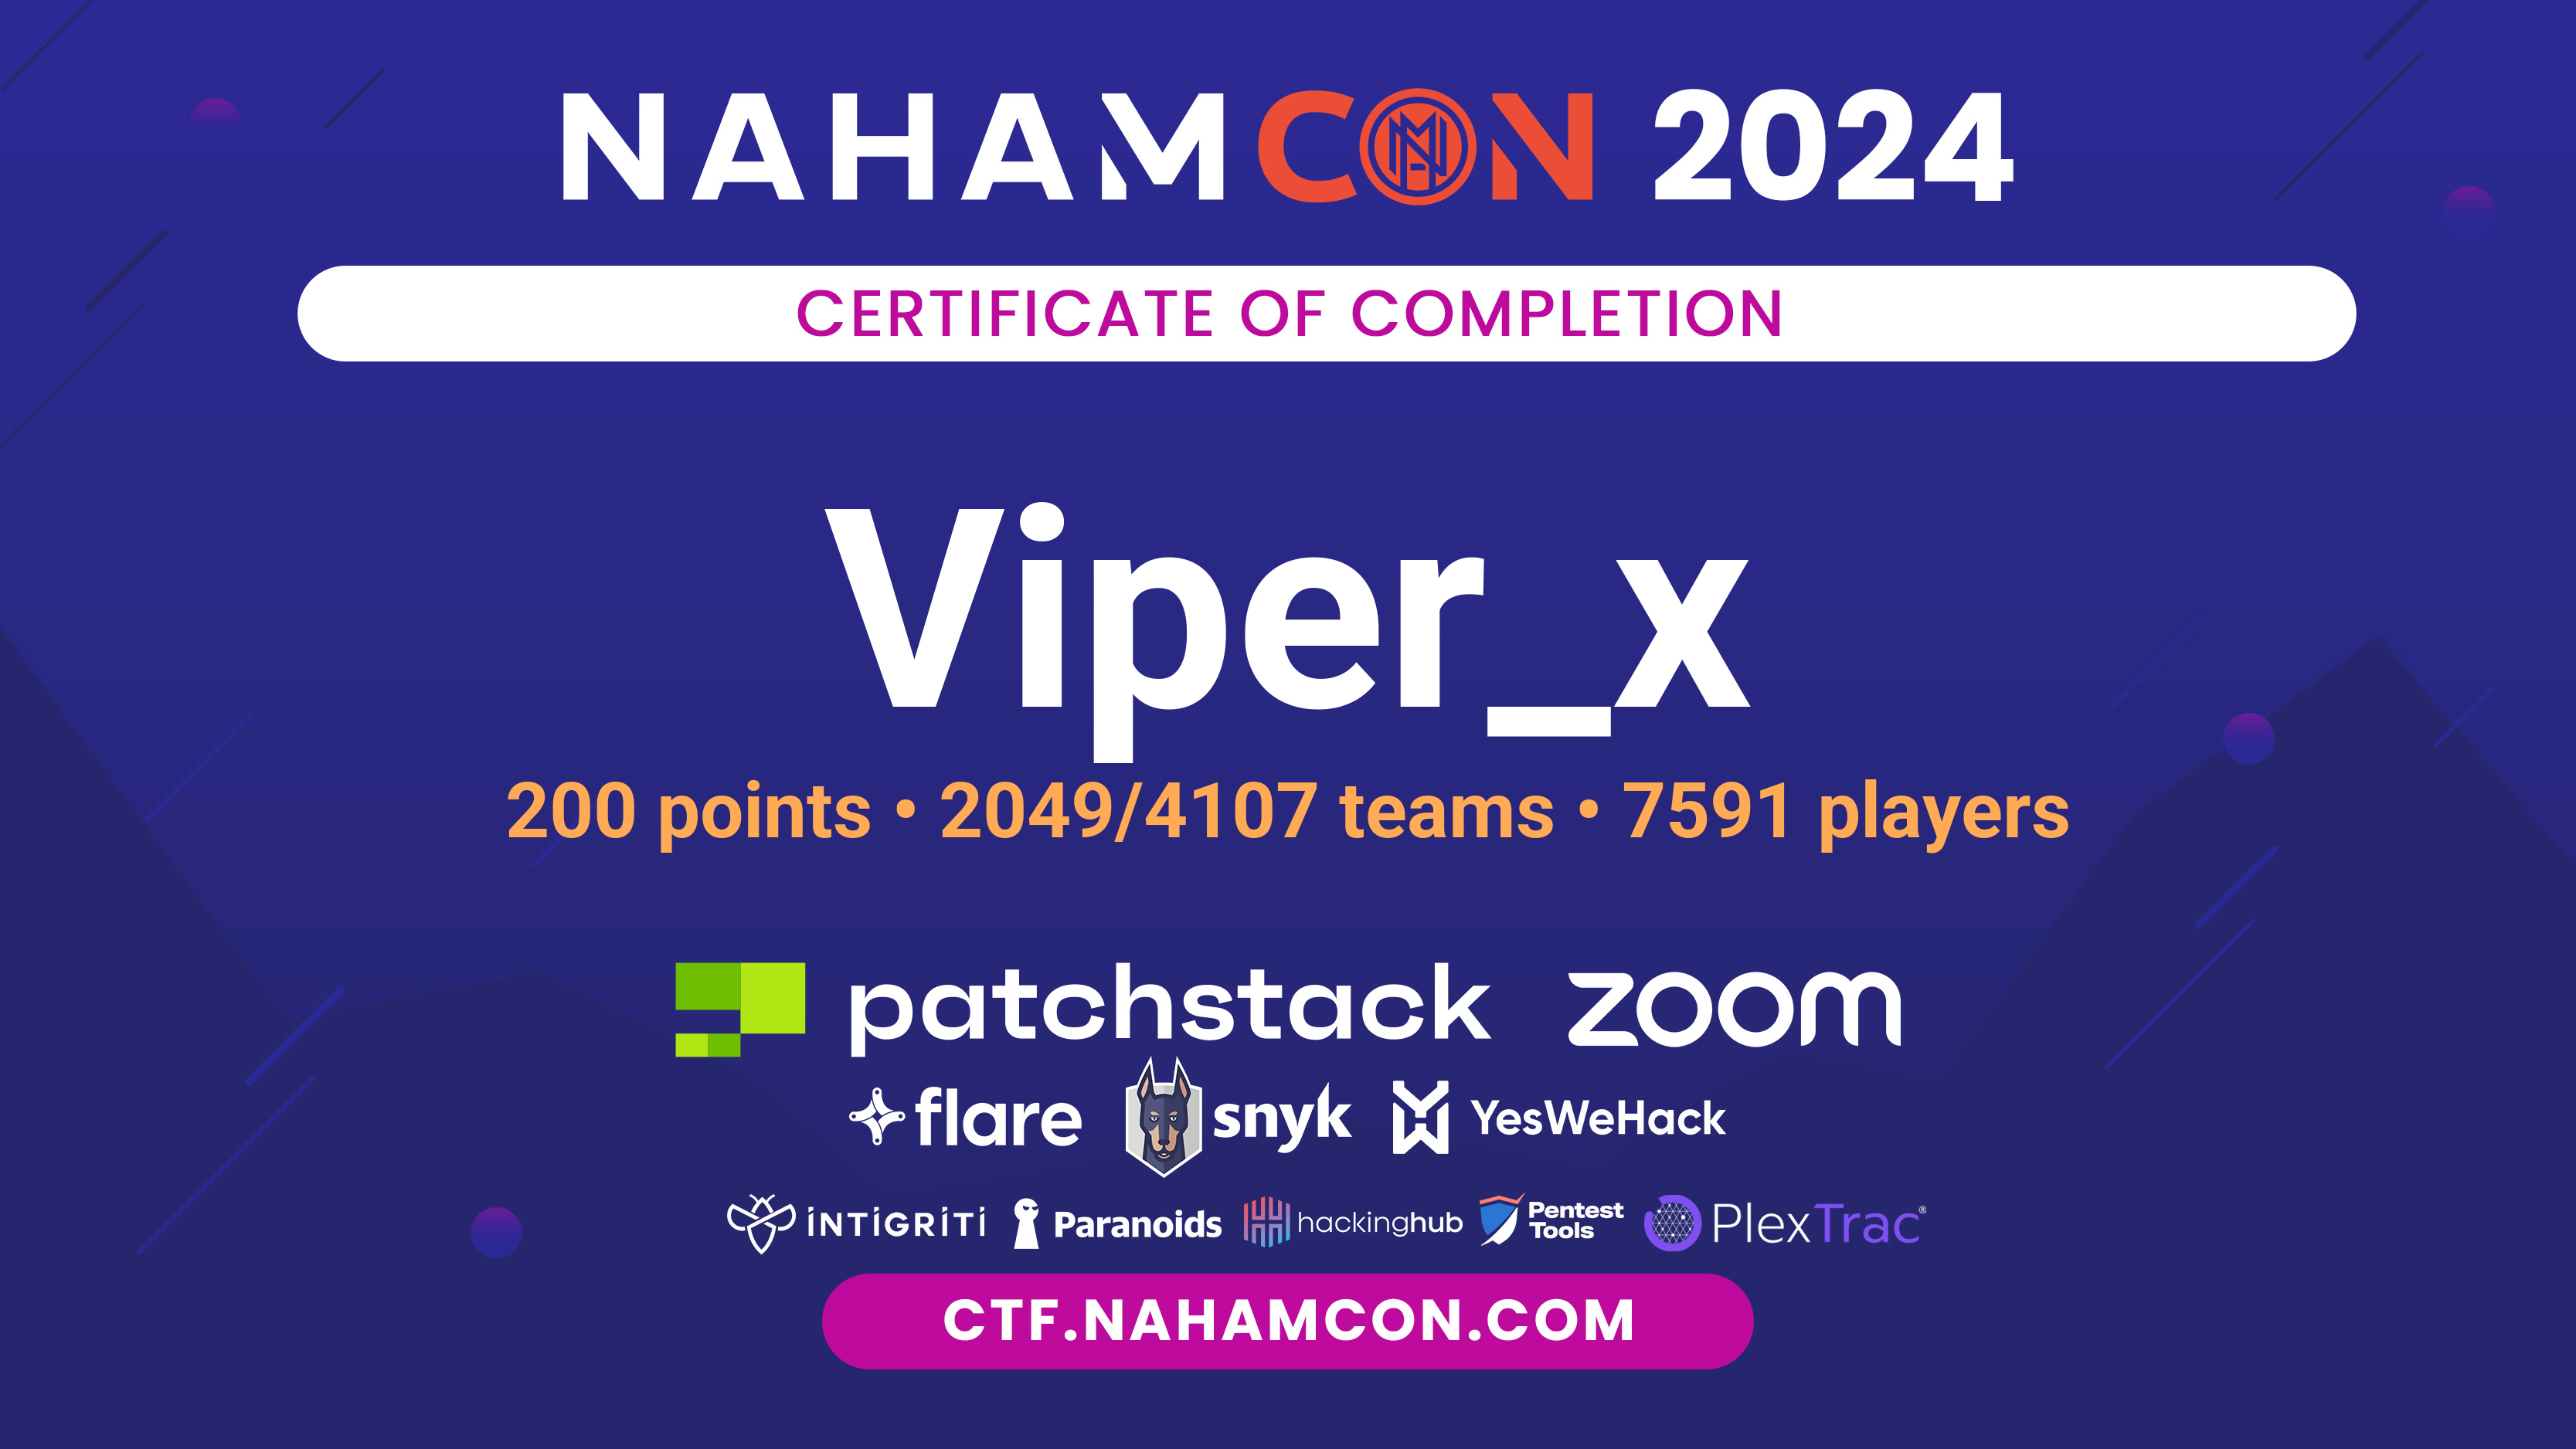 NAHAMCON 2024
CERTIFICATE OF COMPLETION
Viper_x
200 points • 2049/4107 teams • 7591 players
patchstack zoom
flare snyk YesWeHack
INTIGRITI Paranoids hackinghub Pentest Tools PlexTrac®
CTF.NAHAMCON.COM